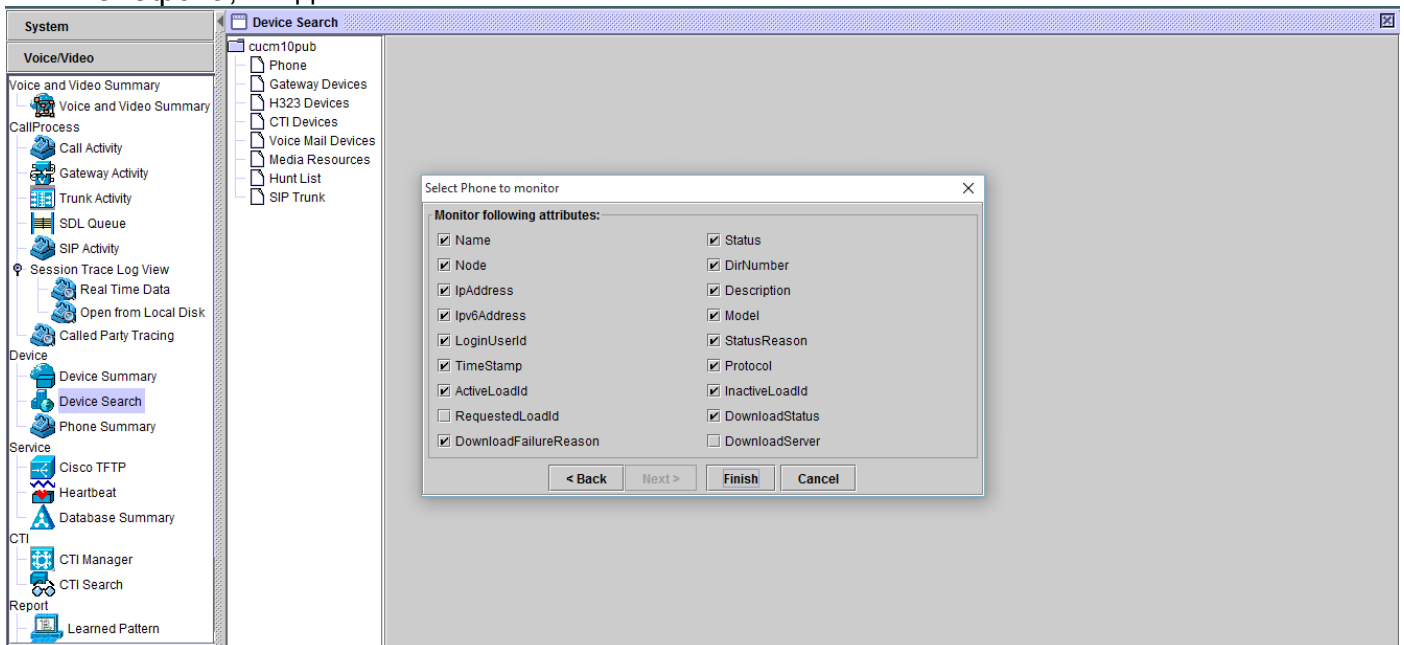 System
Voice/Video
Voice and Video Summary
Voice and Video Summary
CallProcess
Call Activity
Gateway Activity
Trunk Activity
SDL Queue
SIP Activity
Session Trace Log View
Real Time Data
Open from Local Disk
Called Party Tracing
Device
Device Summary
Device Search
Phone Summary
Service
Cisco TFTP
Heartbeat
Database Summary
CTI
CTI Manager
CTI Search
Report
Learned Pattern
Device Search
cucm10pub
Phone
Gateway Devices
H323 Devices
CTI Devices
Voice Mail Devices
Media Resources
Hunt List
SIP Trunk
Select Phone to monitor
Monitor following attributes:
Name
Status
Node
DirNumber
IpAddress
Description
Ipv6Address
Model
LoginUserId
StatusReason
TimeStamp
Protocol
ActiveLoadId
InactiveLoadId
RequestedLoadId
DownloadStatus
DownloadFailureReason
DownloadServer
< Back
Next >
Finish
Cancel